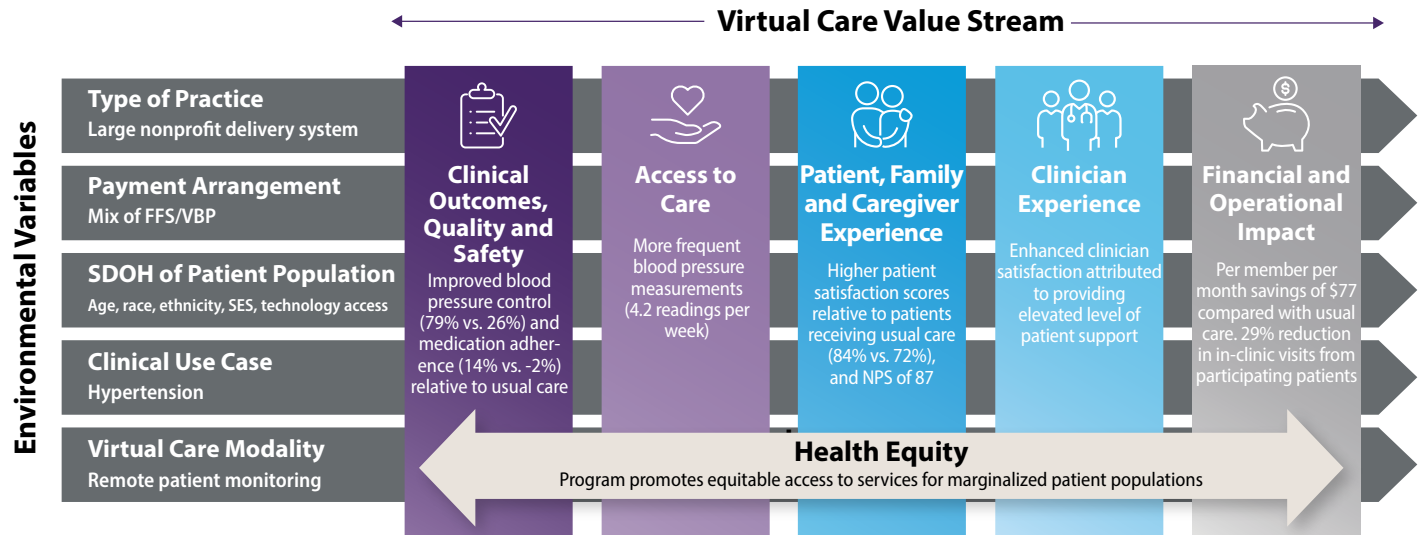 Virtual Care Value Stream
Environmental Variables
Type of Practice
Large nonprofit delivery system
Payment Arrangement
Mix of FFS/VBP
SDOH of Patient Population
Age, race, ethnicity, SES, technology access
Clinical Use Case
Hypertension
Virtual Care Modality
Remote patient monitoring
Clinical
Outcomes,
Quality and
Safety
Improved blood
pressure control
(79% vs. 26%) and
medication adher-
ence (14% vs. -2%)
relative to usual care
Access to
Care
More frequent
blood pressure
measurements
(4.2 readings per
week)
Patient, Family
and Caregiver
Experience
Higher patient
satisfaction scores
relative to patients
receiving usual care
(84% vs. 72%),
and NPS of 87
Clinician
Experience
Enhanced clinician
satisfaction attributed
to providing
elevated level of
patient support
$
Financial and
Operational
Impact
Per member per
month savings of $77
compared with usual
care. 29% reduction
in in-clinic visits from
participating patients
Health Equity
Program promotes equitable access to services for marginalized patient populations